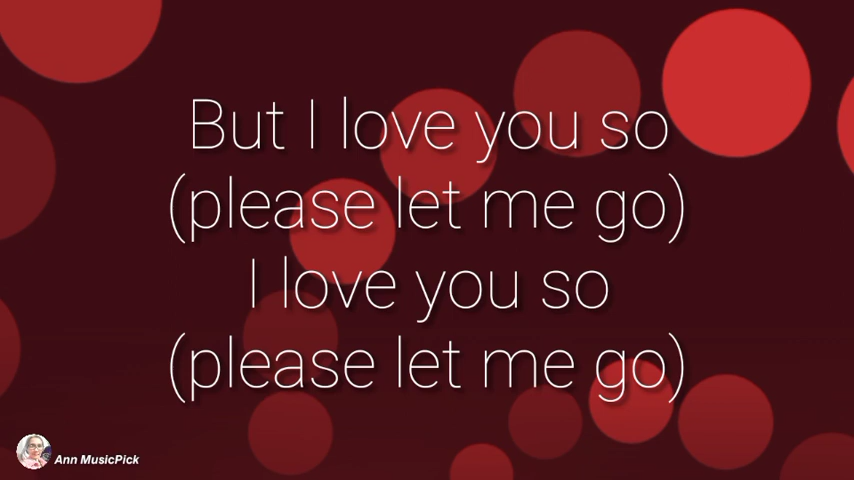 But I love you so
(please let me go)
I love you so
(please let me go)
Ann MusicPick